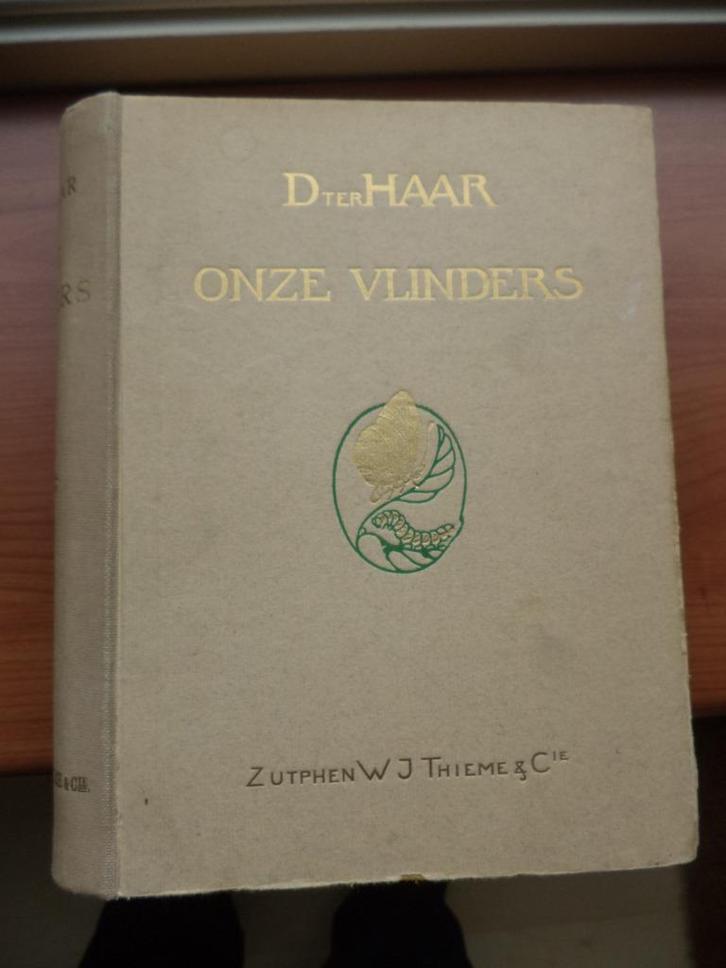 D TER HAAR
ONZE VLINDERS
ZUTPHEN W J THIEME & CIE